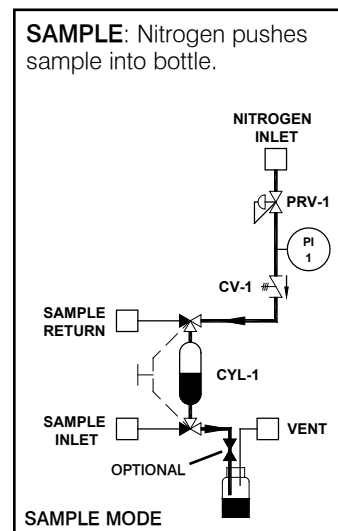 SAMPLE: Nitrogen pushes
sample into bottle.
NITROGEN
INLET
PRV-1
PI
1
CV-1
SAMPLE
RETURN
CYL-1
SAMPLE
INLET
VENT
OPTIONAL
SAMPLE MODE